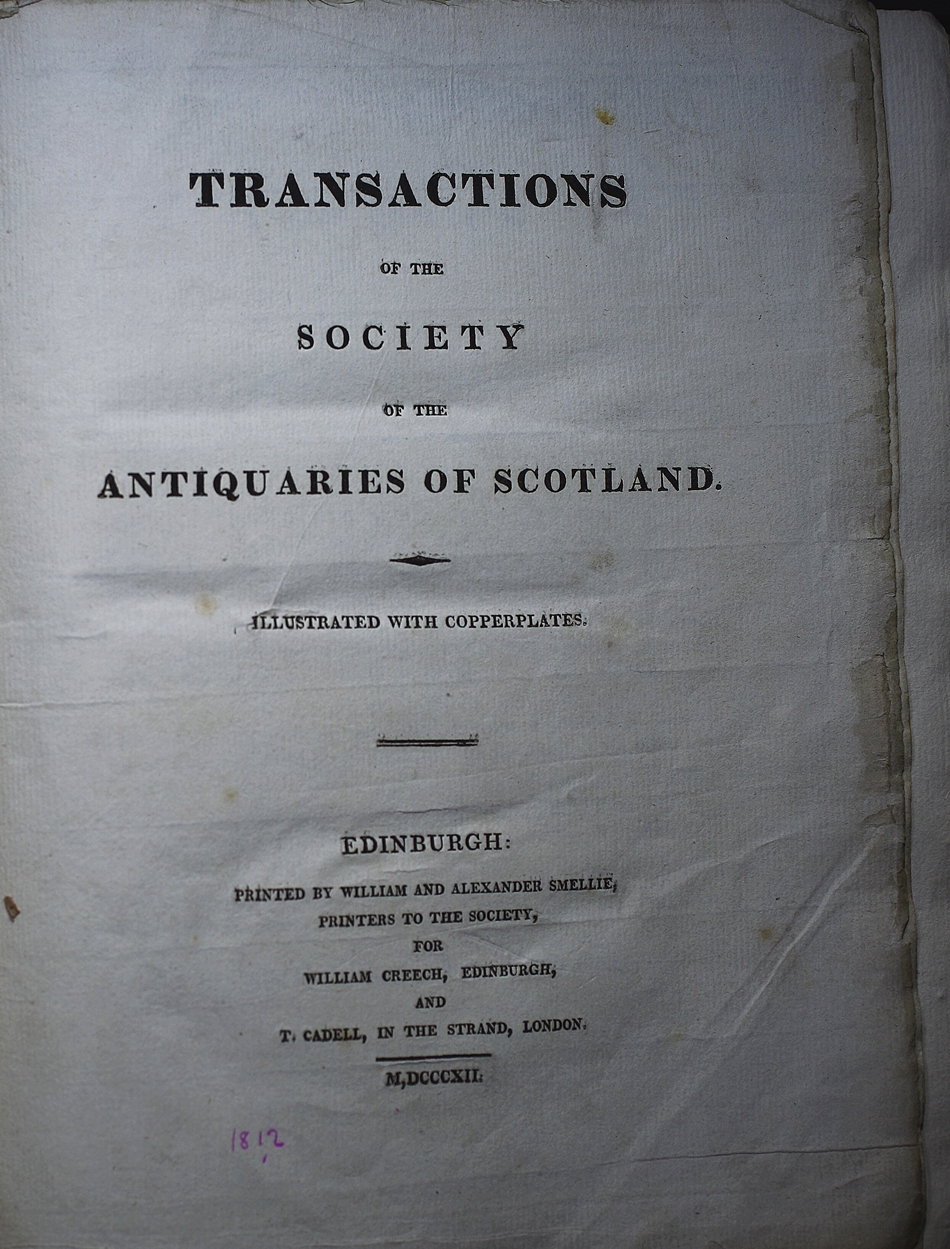 TRANSACTIONS
OF THE
SOCIETY
OF THE
ANTIQUARIES OF SCOTLAND.
ILLUSTRATED WITH COPPERPLATES.
EDINBURGH:
PRINTED BY WILLIAM AND ALEXANDER SMELLIE,
PRINTERS TO THE SOCIETY,
FOR
WILLIAM CREECH, EDINBURGH;
AND
T. CADELL, IN THE STRAND, LONDON.
M,DCCCXII.
1812